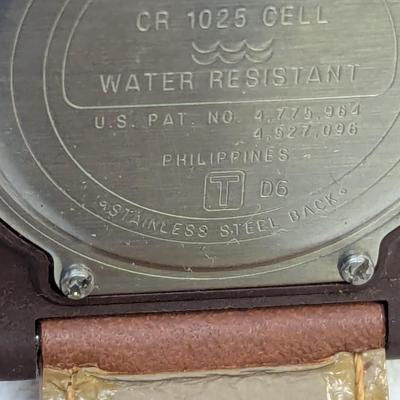 CR 1025 CELL
WATER RESISTANT
U.S. PAT. NO. 4,775,964
4,527,096
PHILIPPINES
T D6
STAINLESS STEEL BACK